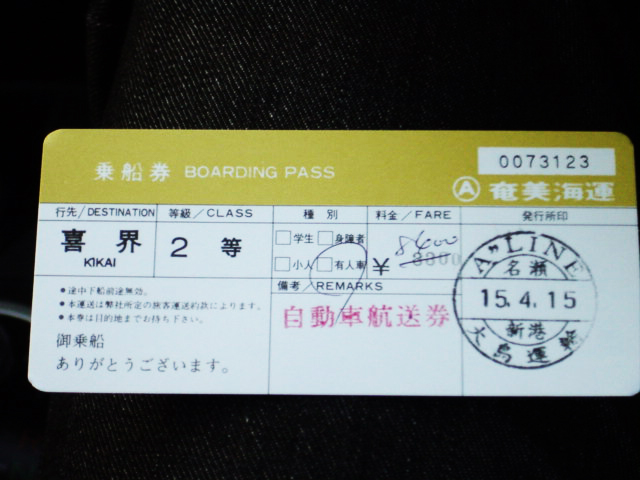 乗船券 BOARDING PASS
0073123
Ⓐ 奄美海運
行先/DESTINATION
等級/CLASS
種別
料金/FARE
発行所印
喜界
KIKAI
2等
学生 身障者
小人 有人車
¥
8400
備考/REMARKS
自動車航送券
●途中下船前途無効。
●本運送は弊社所定の旅客運送約款によります。
●本券は目的地までお持ち下さい。
御乗船
ありがとうございます。
A-LINE
名瀬
15.4.15
新港
大島運輸